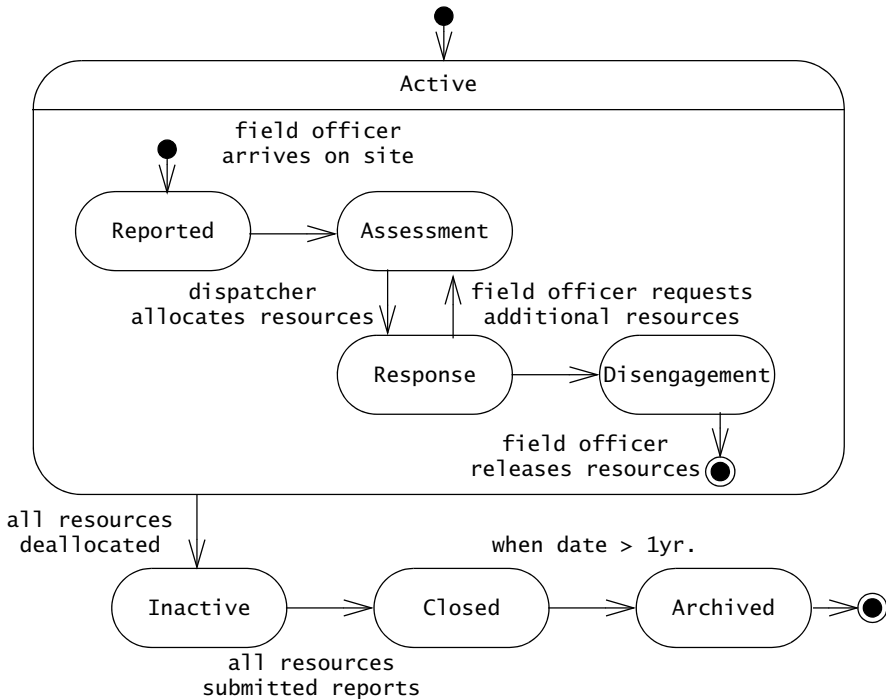 Active
field officer
arrives on site
Reported
Assessment
dispatcher
allocates resources
field officer requests
additional resources
Response
Disengagement
field officer
releases resources
all resources
deallocated
when date > 1yr.
Inactive
Closed
Archived
all resources
submitted reports